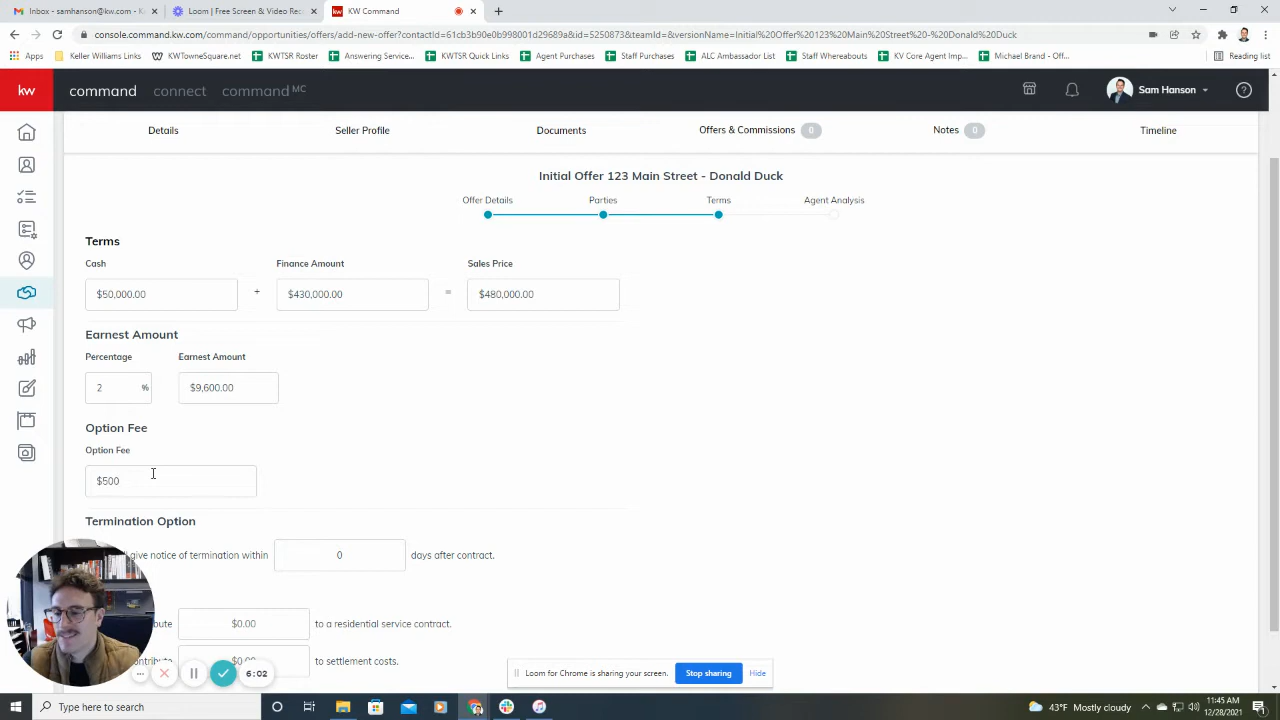 Inbox - samhanson@kw.com - K
Loom | Free Screen & Video Rec
KW Command
console.command.kw.com/command/opportunities/offers/add-new-offer?contactId=61cb3b90e0b998001d29689a&id=5250873&teamId=&versionName=Initial%20Offer%20123%20Main%20Street%20-%20Donald%20Duck
Apps
Keller Williams Links
KWTowneSquare.net
KWTSR Roster
Answering Service...
KWTSR Quick Links
Agent Purchases
Staff Purchases
ALC Ambassador List
Staff Whereabouts
KV Core Agent Imp...
Michael Brand - Off...
Reading list
kw
command
connect
command MC
Sam Hanson
Details
Seller Profile
Documents
Offers & Commissions 0
Notes 0
Timeline
Initial Offer 123 Main Street - Donald Duck
Offer Details
Parties
Terms
Agent Analysis
Terms
Cash
Finance Amount
Sales Price
$50,000.00
+
$430,000.00
=
$480,000.00
Earnest Amount
Percentage
Earnest Amount
2 %
$9,600.00
Option Fee
Option Fee
$500
Termination Option
give notice of termination within 0 days after contract.
$0.00 to a residential service contract.
to settlement costs.
6:02
Loom for Chrome is sharing your screen.
Stop sharing
Hide
Type here to search
43°F Mostly cloudy
11:45 AM
12/28/2021